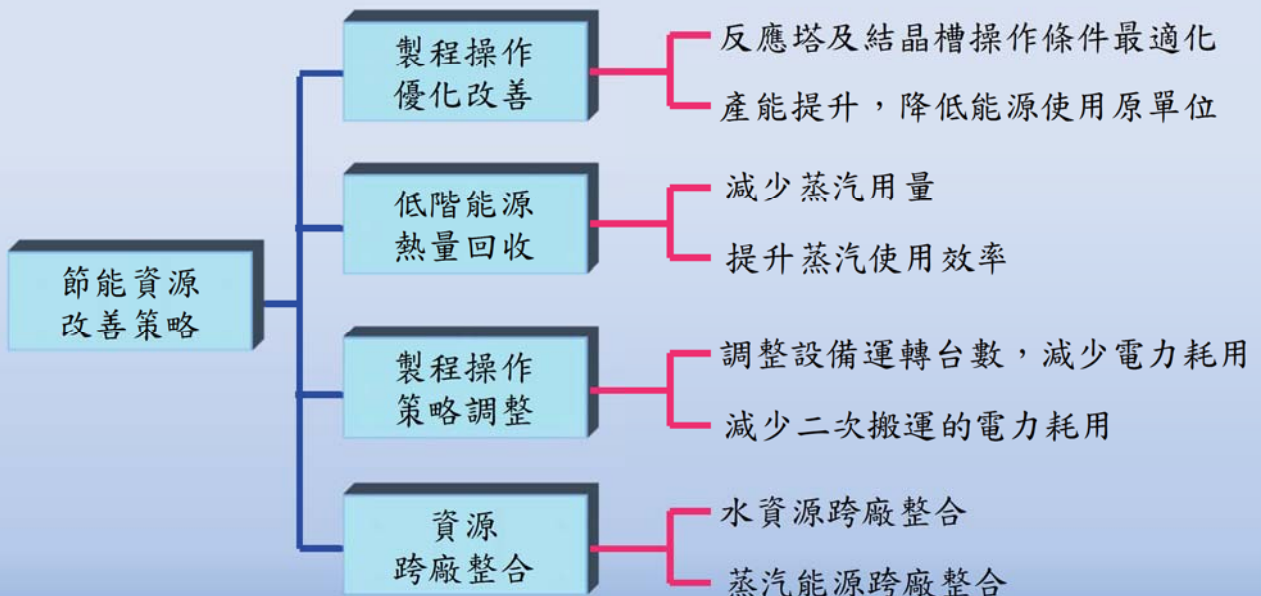 製程操作
優化改善
反應塔及結晶槽操作條件最適化
產能提升，降低能源使用原單位
低階能源
熱量回收
減少蒸汽用量
提升蒸汽使用效率
節能資源
改善策略
製程操作
策略調整
調整設備運轉台數，減少電力耗用
減少二次搬運的電力耗用
資源
跨廠整合
水資源跨廠整合
蒸汽能源跨廠整合